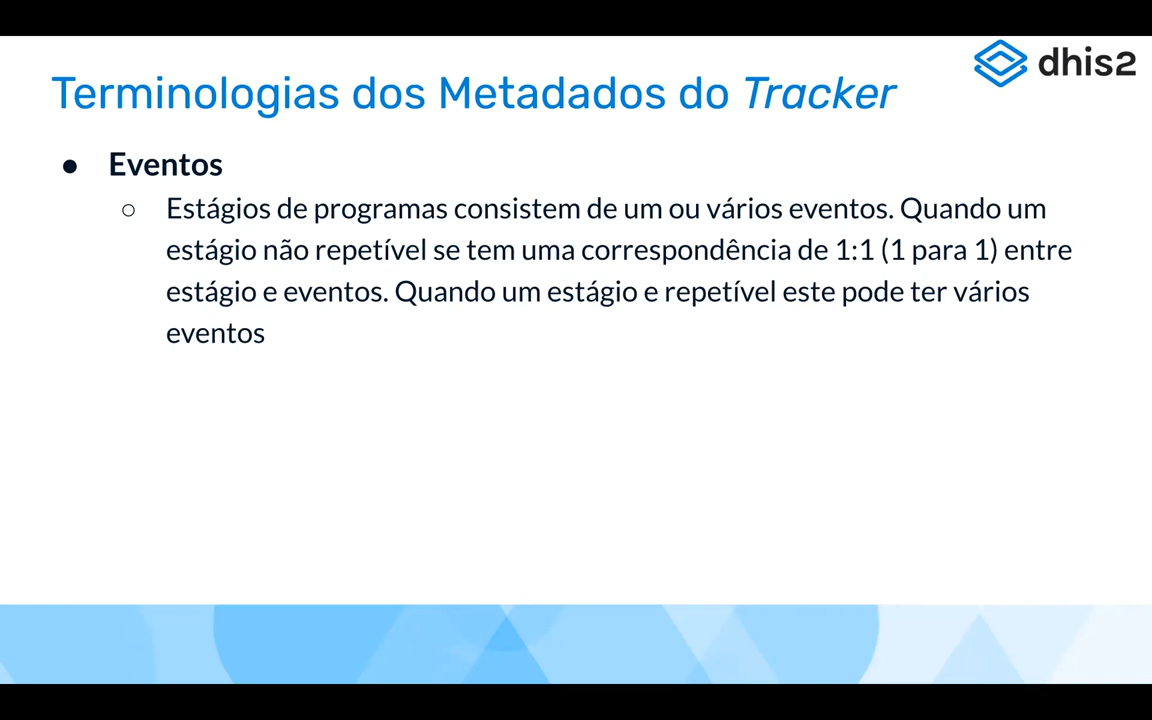 dhis2
Terminologias dos Metadados do Tracker
● Eventos
○ Estágios de programas consistem de um ou vários eventos. Quando um
estágio não repetível se tem uma correspondência de 1:1 (1 para 1) entre
estágio e eventos. Quando um estágio e repetível este pode ter vários
eventos